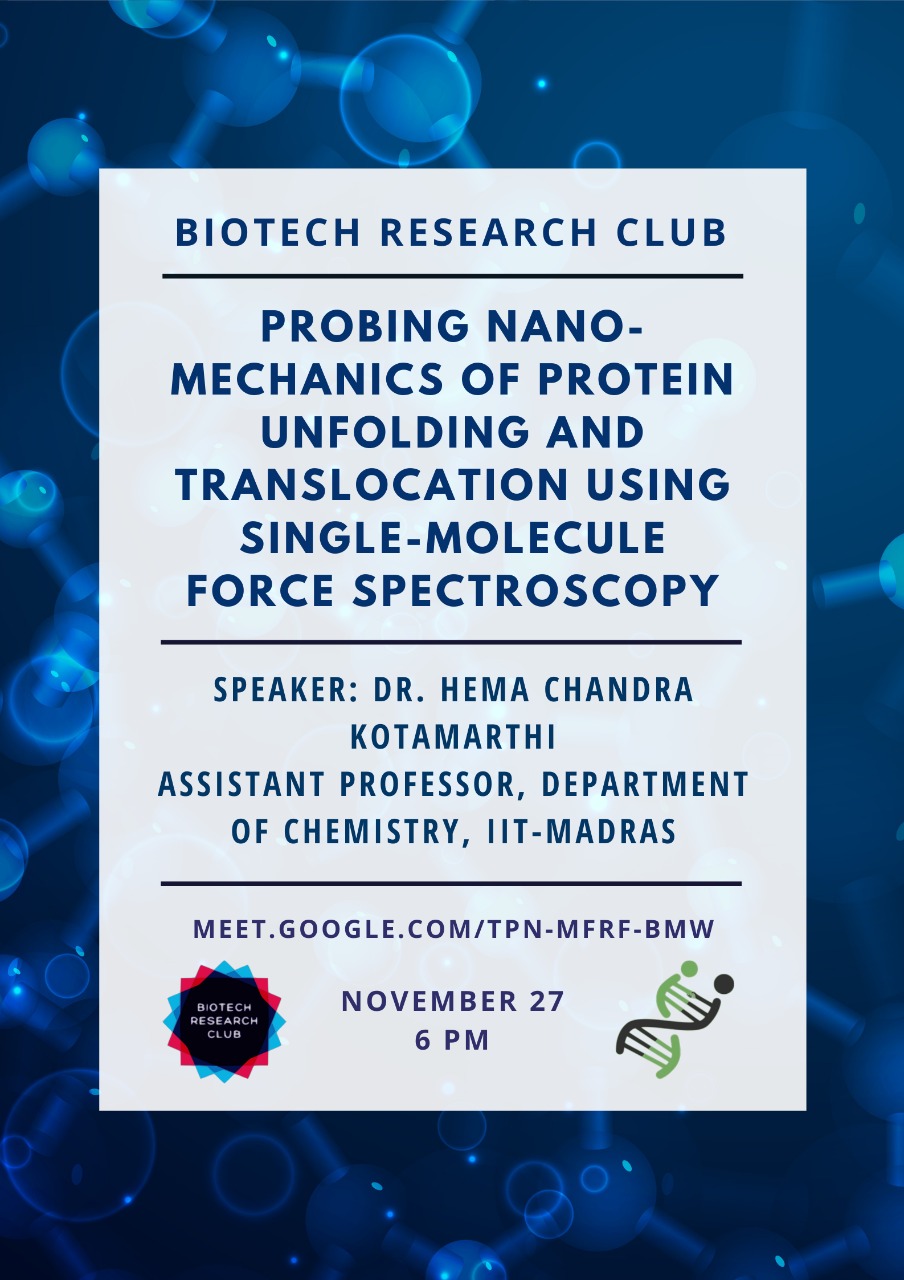 BIOTECH RESEARCH CLUB
PROBING NANO-
MECHANICS OF PROTEIN
UNFOLDING AND
TRANSLOCATION USING
SINGLE-MOLECULE
FORCE SPECTROSCOPY
SPEAKER: DR. HEMA CHANDRA
KOTAMARTHI
ASSISTANT PROFESSOR, DEPARTMENT
OF CHEMISTRY, IIT-MADRAS
MEET.GOOGLE.COM/TPN-MFRF-BMW
BIOTECH
RESEARCH
CLUB
NOVEMBER 27
6 PM